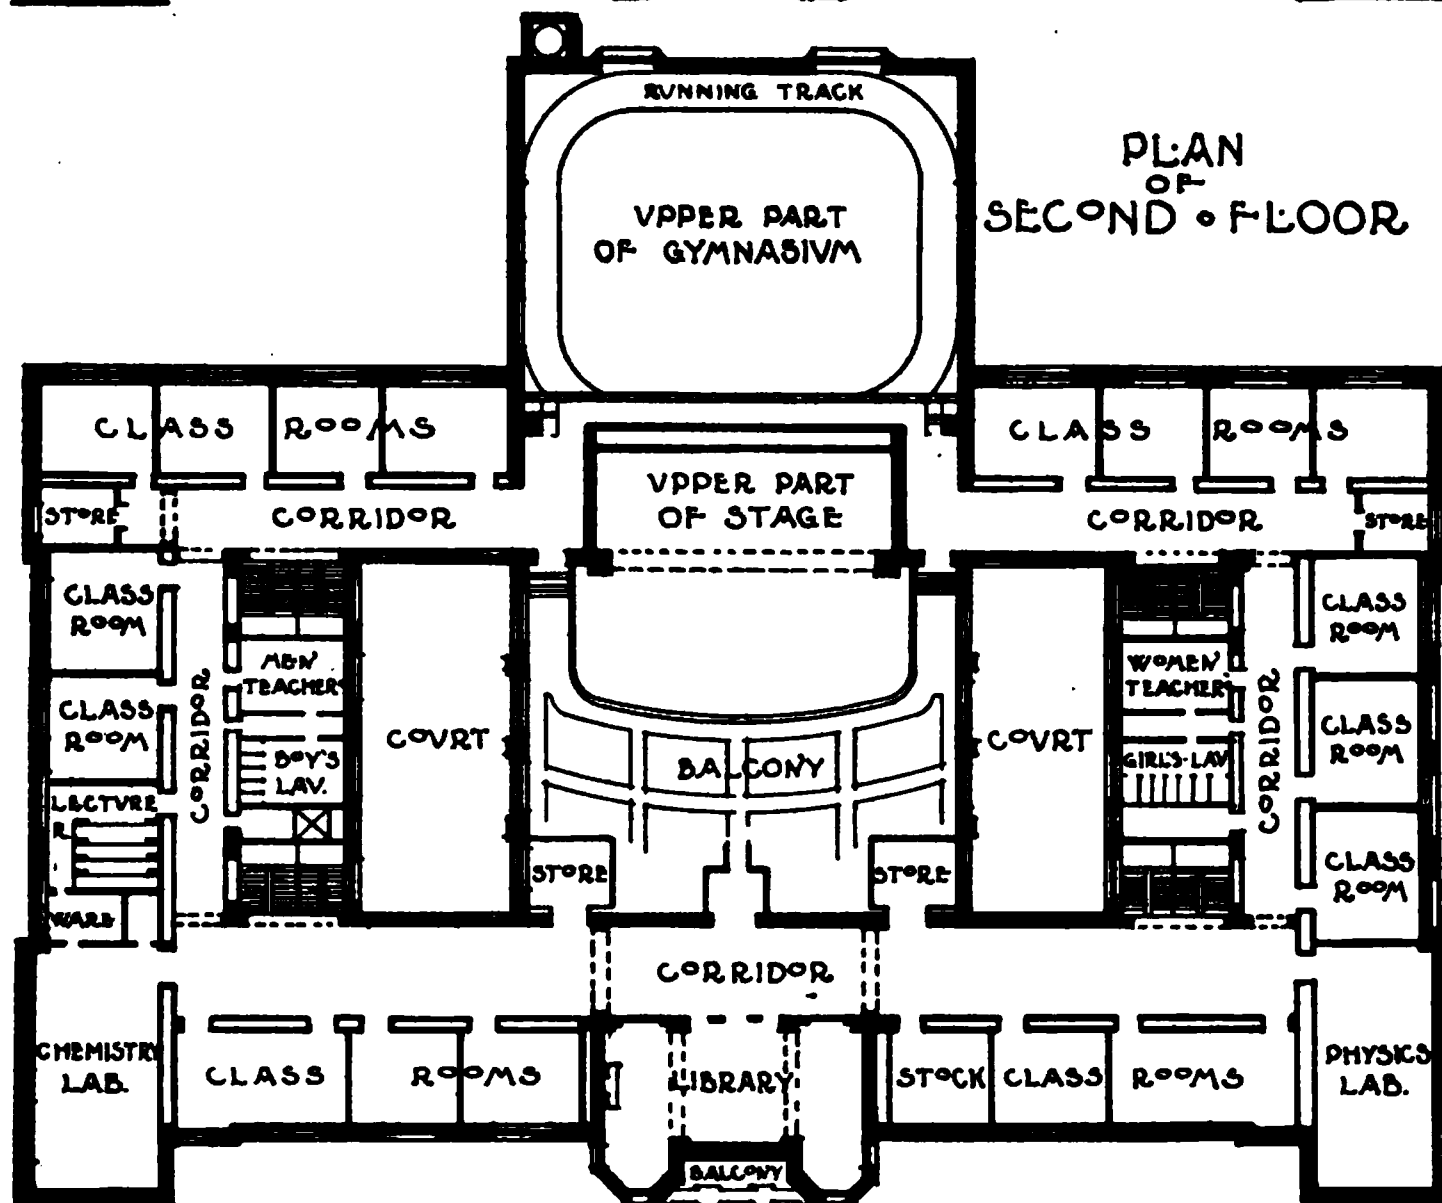 RUNNING TRACK
PLAN
OF
SECOND • FLOOR
VPPER PART
OF GYMNASIVM
CLASS ROOMS
CLASS ROOMS
VPPER PART
OF STAGE
STORE
CORRIDOR
CORRIDOR
STORE
CLASS
ROOM
MEN
TEACHERS
WOMEN
TEACHERS
CLASS
ROOM
CLASS
ROOM
CORRIDOR
COVRT
BALCONY
COVRT
CORRIDOR
CLASS
ROOM
BOY'S
LAV.
GIRL'S-LAV
LECTVRE
R.
STORE
STORE
CLASS
ROOM
WARE
CORRIDOR
CHEMISTRY
LAB.
CLASS ROOMS
LIBRARY
STOCK
CLASS ROOMS
PHYSICS
LAB.
BALCONY